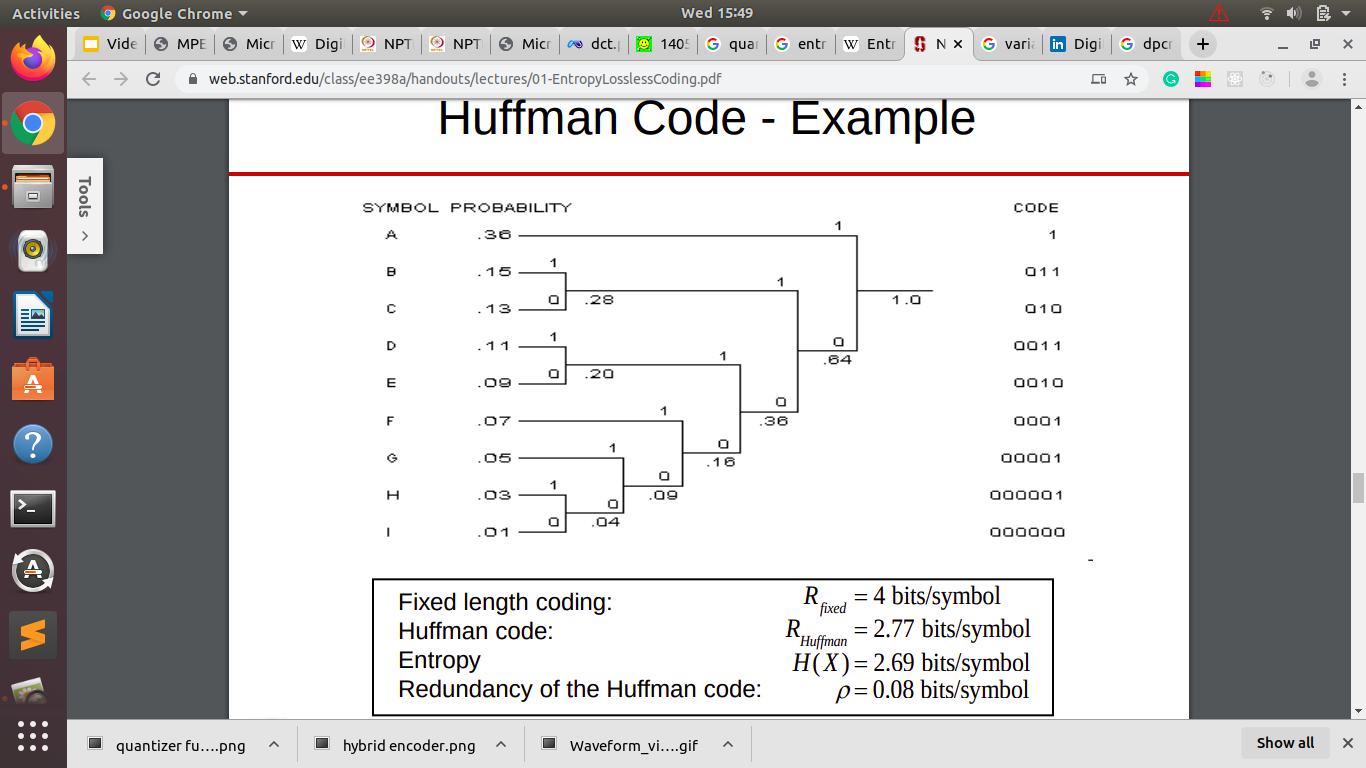 Activities Google Chrome Wed 15:49
Vide MPE Micr Digi NPT NPT Micr dct.p 140 quar entr Entr N varia Digi dpcr
web.stanford.edu/class/ee398a/handouts/lectures/01-EntropyLosslessCoding.pdf
Tools
Huffman Code - Example
SYMBOL PROBABILITY CODE
A .36 1 1
B .15 1 1 011
0 .28 1.0
C .13 010
0
D .11 1 1 0011
.64
0 .20
E .09 0010
0
F .07 1 .36 0001
1 0
G .05 .16 00001
0
H .03 1 .09 000001
0
0 .04
I .01 000000
Fixed length coding: R fixed = 4 bits/symbol
Huffman code: R Huffman = 2.77 bits/symbol
Entropy H(X) = 2.69 bits/symbol
Redundancy of the Huffman code: ρ = 0.08 bits/symbol
quantizer fu....png hybrid encoder.png Waveform_vi....gif Show all